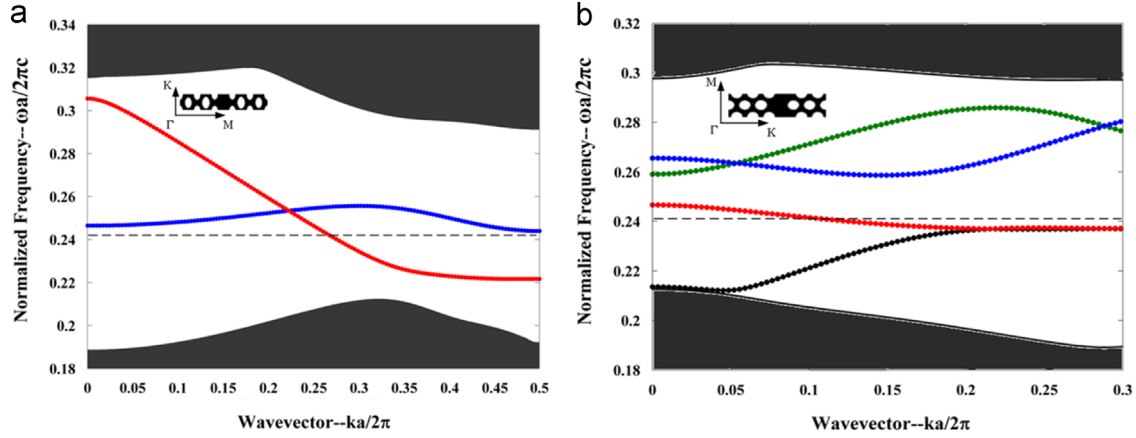 a
0.34
0.32
0.3
0.28
0.26
0.24
0.22
0.2
0.18
Normalized Frequency-- ωa/2πc
K
Γ
M
0
0.05
0.1
0.15
0.2
0.25
0.3
0.35
0.4
0.45
0.5
Wavevector--ka/2π
b
0.32
0.3
0.28
0.26
0.24
0.22
0.2
0.18
Normalized Frequency-- ωa/2πc
M
Γ
K
0
0.05
0.1
0.15
0.2
0.25
0.3
Wavevector--ka/2π